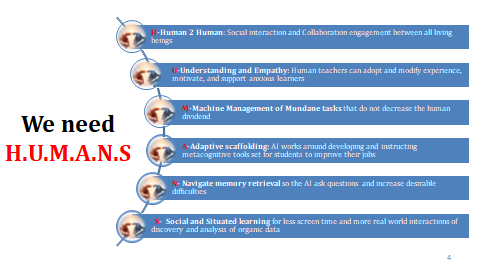 We need
H.U.M.A.N.S
H-Human 2 Human: Social interaction and Collaboration engagement between all living
beings
U-Understanding and Empathy: Human teachers can adopt and modify experience,
motivate, and support anxious learners
M-Machine Management of Mundane tasks that do not decrease the human
dividend
A-Adaptive scaffolding: AI works around developing and instructing
metacognitive tools set for students to improve their jobs
N- Navigate memory retrieval so the AI ask questions and increase desirable
difficulties
S- Social and Situated learning for less screen time and more real world interactions of
discovery and analysis of organic data
4